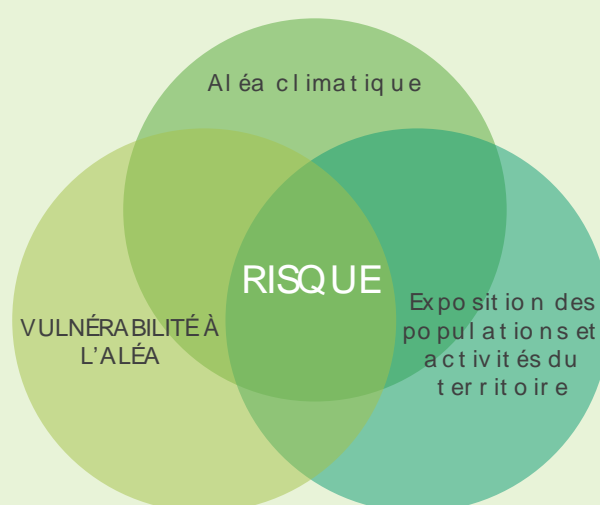 Aléa climatique
RISQUE
VULNÉRABILITÉ À
L'ALÉA
Exposition des
populations et
activités du
territoire